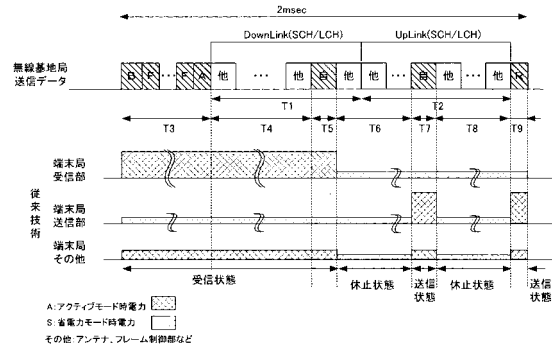 2msec
DownLink(SCH/LCH) UpLink(SCH/LCH)
無線基地局
送信データ
B F … F A 他 … 他 自 他 他 … 自 他 … 他 R
T1 T2
T3 T4 T5 T6 T7 T8 T9
従来技術
端末局
受信部
端末局
送信部
端末局
その他
受信状態 休止状態 送信状態 休止状態 送信状態
A:アクティブモード時電力
S:省電力モード時電力
その他:アンテナ、フレーム制御部など